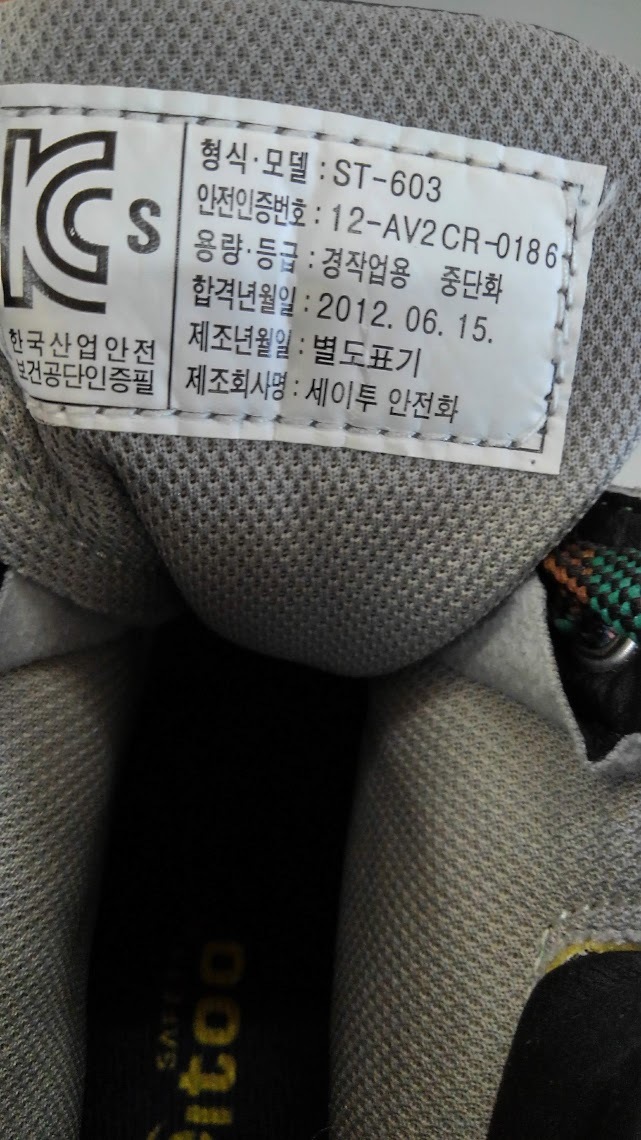 KCs
한국산업안전
보건공단인증필
형식·모델 : ST-603
안전인증번호 : 12-AV2CR-0186
용량·등급 : 경작업용 중단화
합격년월일 : 2012. 06. 15.
제조년월일 : 별도표기
제조회사명 : 세이투 안전화